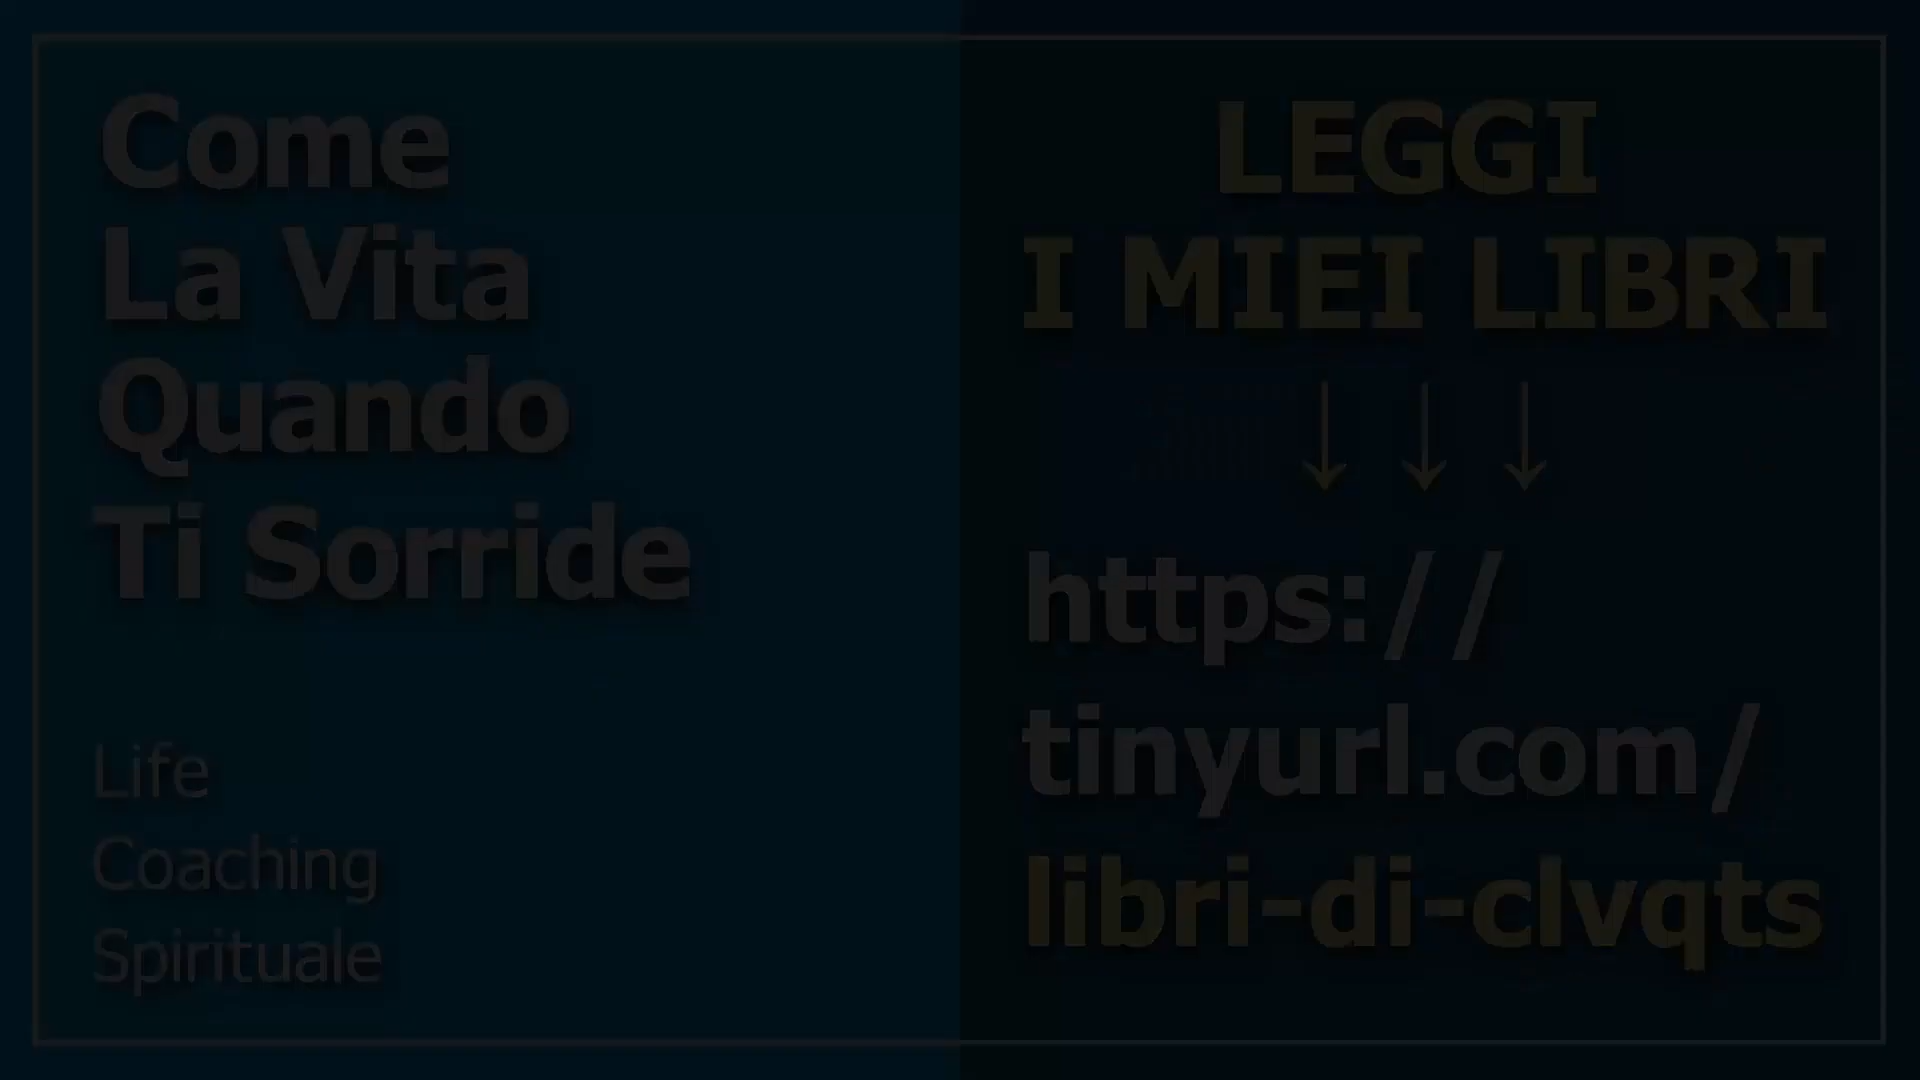 Come
La Vita
Quando
Ti Sorride
Life
Coaching
Spirituale
LEGGI
I MIEI LIBRI
↓ ↓ ↓
https://
tinyurl.com/
libri-di-clvqts